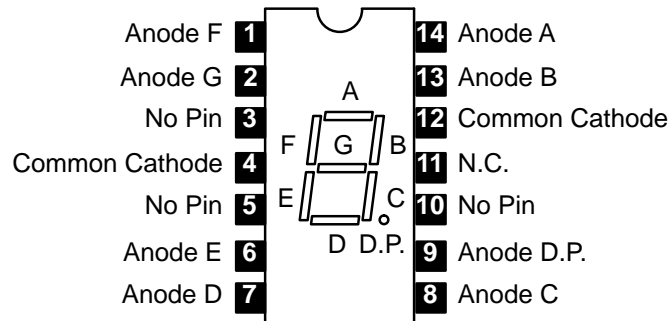 Anode F 1 14 Anode A
Anode G 2 13 Anode B
A
No Pin 3 12 Common Cathode
F G B
Common Cathode 4 11 N.C.
E C
No Pin 5 10 No Pin
D D.P.
Anode E 6 9 Anode D.P.
Anode D 7 8 Anode C